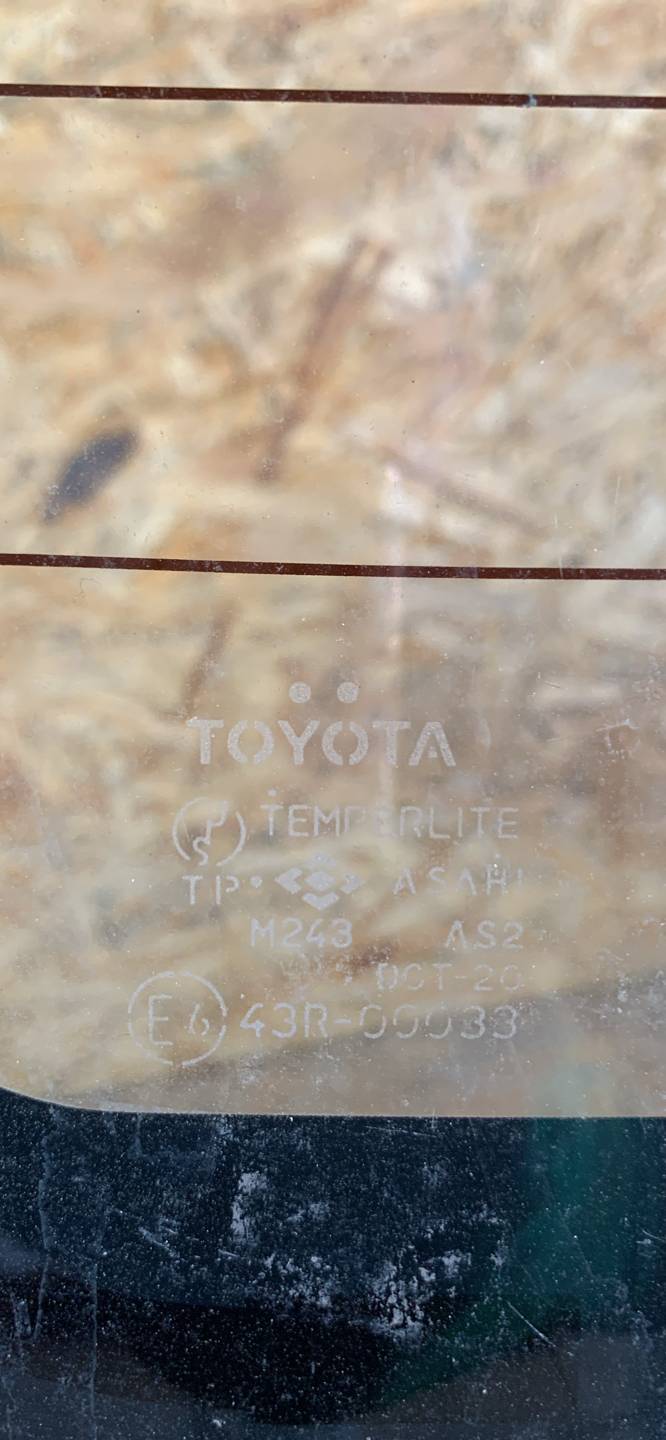 TOYOTA
TEMPERLITE
TP• ASAHI
M243 AS2
DOT-20
E6 43R-00033